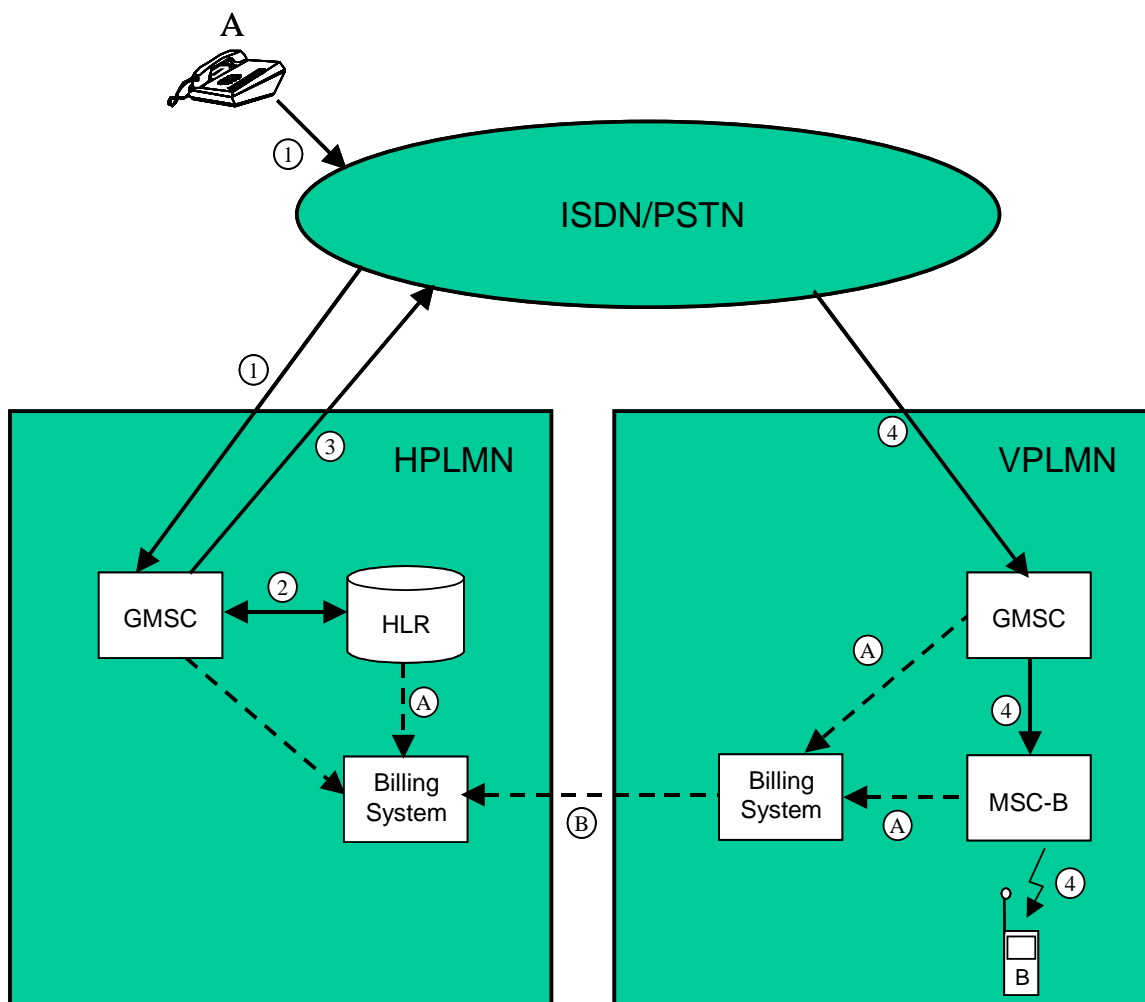 A
1
ISDN/PSTN
1
3
4
HPLMN
VPLMN
GMSC
2
HLR
GMSC
A
A
4
Billing
System
Billing
System
MSC-B
B
A
4
B